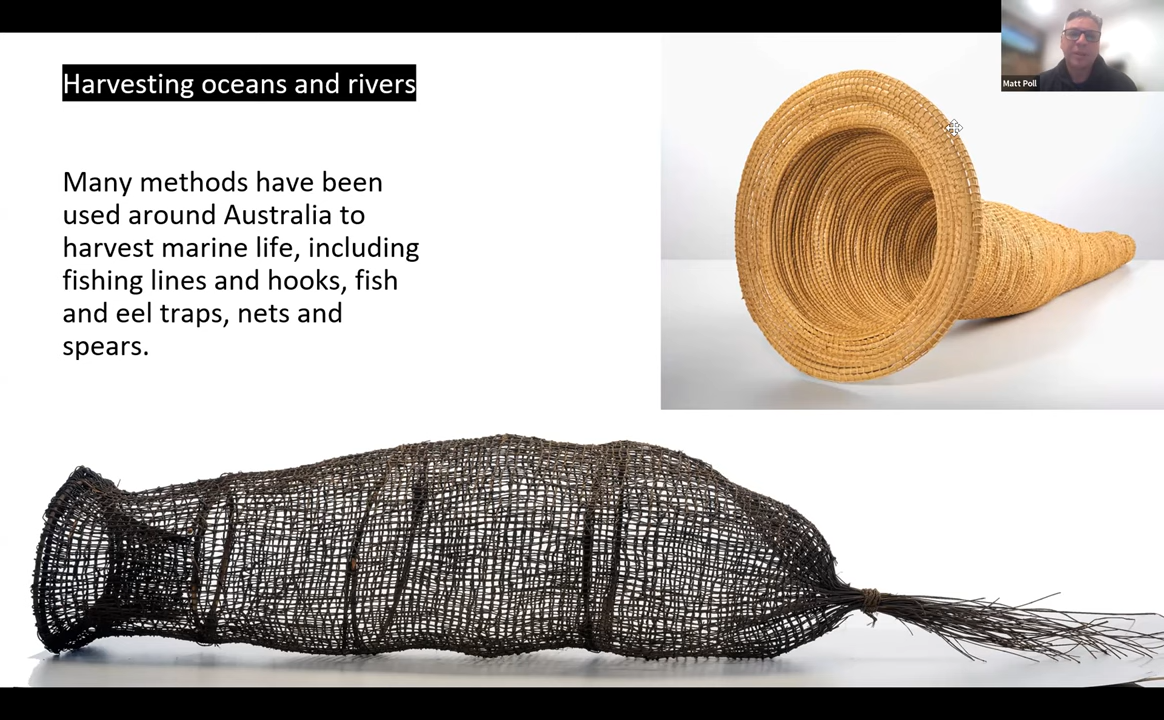 Harvesting oceans and rivers
Many methods have been
used around Australia to
harvest marine life, including
fishing lines and hooks, fish
and eel traps, nets and
spears.
Matt Poll